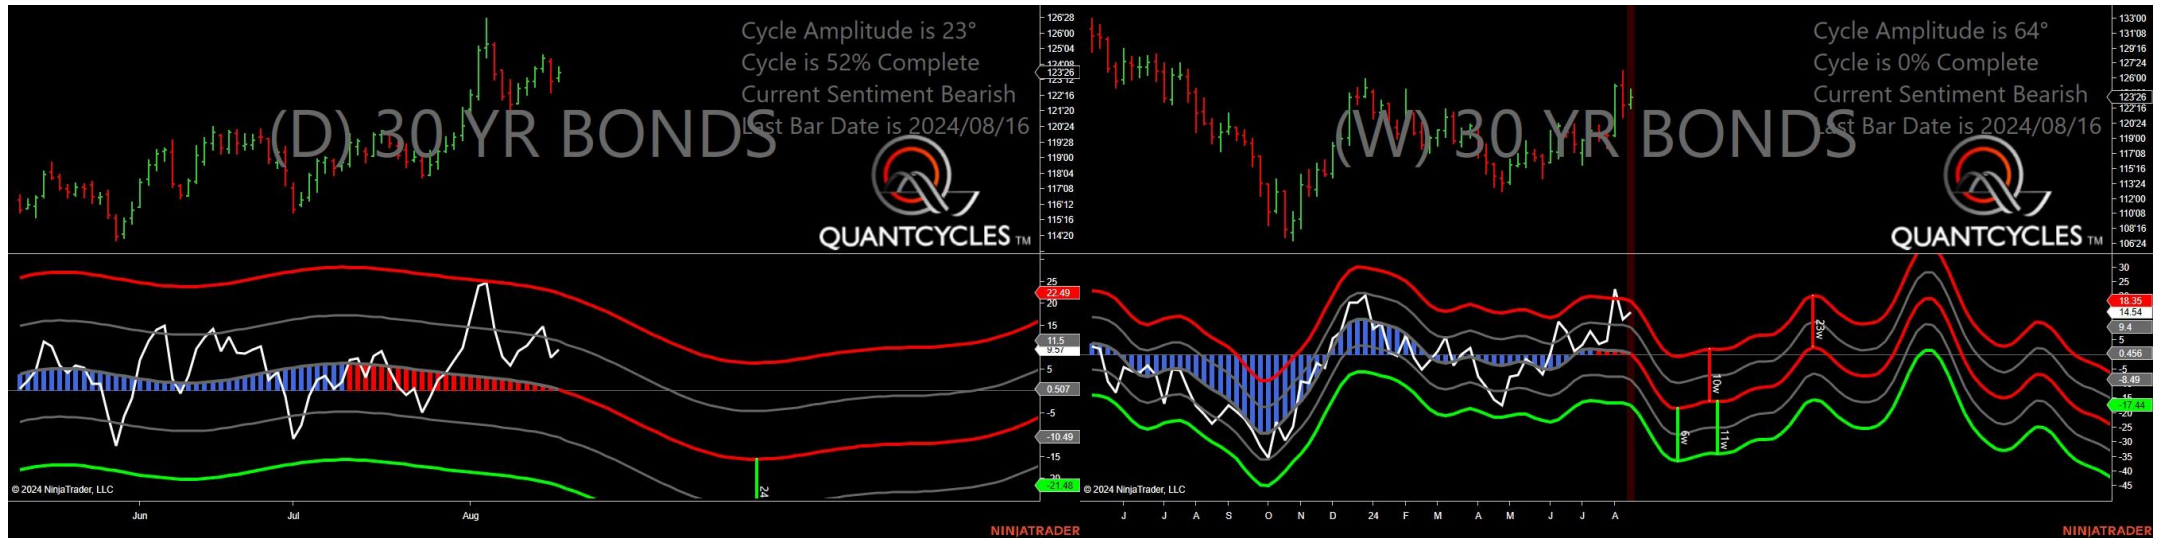 Cycle Amplitude is 23°
Cycle is 52% Complete
Current Sentiment Bearish
Last Bar Date is 2024/08/16
(D) 30 YR BONDS
QUANTCYCLES TM
126'28
126'00
125'04
124'08
123'26
122'16
121'20
120'24
119'28
119'00
118'04
117'08
116'12
115'16
114'20
25
22.49
20
15
11.5
9.57
5
0.507
-5
-10.49
-15
-21.48
24
© 2024 NinjaTrader, LLC
Jun Jul Aug
NINJATRADER
Cycle Amplitude is 64°
Cycle is 0% Complete
Current Sentiment Bearish
Last Bar Date is 2024/08/16
(W) 30 YR BONDS
QUANTCYCLES TM
133'00
131'08
129'16
127'24
126'00
123'26
122'16
120'24
119'00
117'08
115'16
113'24
112'00
110'08
108'16
106'24
30
25
18.35
14.54
9.4
5
0.456
-5
-8.49
-17.44
-20
-25
-30
-35
-40
-45
23w
10w
6w
11w
© 2024 NinjaTrader, LLC
J J A S O N D 24 F M A M J J A
NINJATRADER